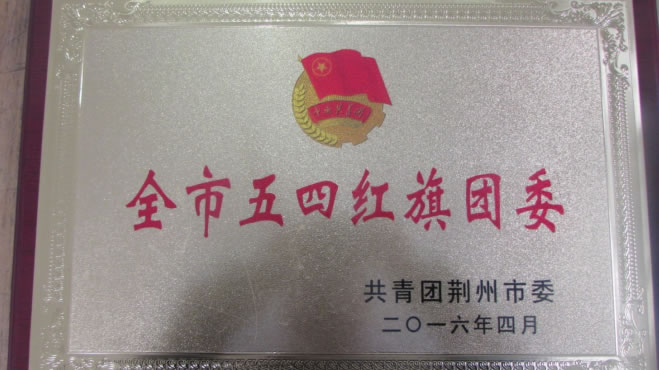 全市五四红旗团委
共青团荆州市委
二〇一六年四月